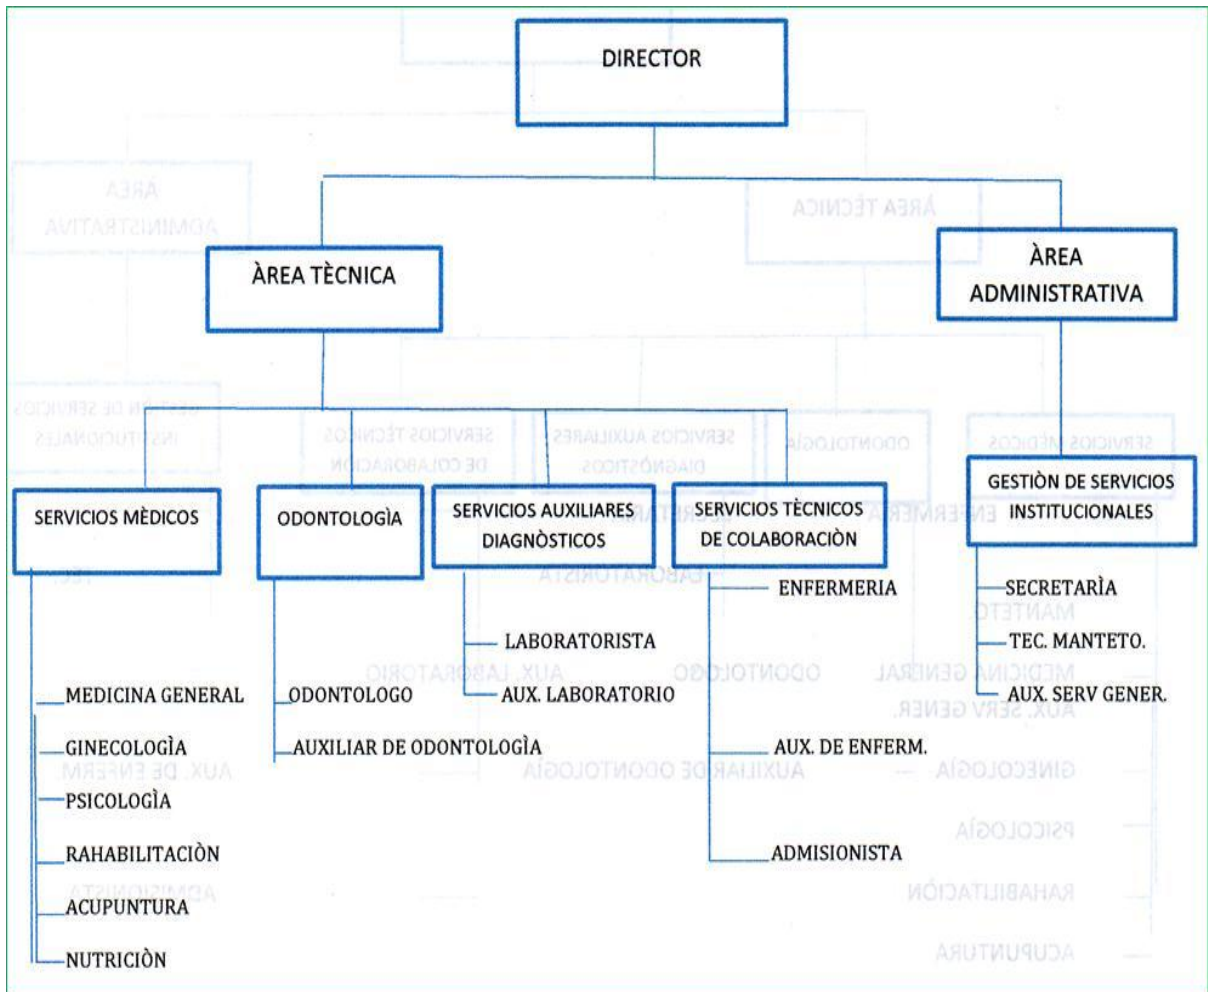 DIRECTOR
ÀREA TÈCNICA
ÀREA
ADMINISTRATIVA
SERVICIOS MÈDICOS
ODONTOLOGÌA
SERVICIOS AUXILIARES
DIAGNÒSTICOS
SERVICIOS TÈCNICOS
DE COLABORACIÒN
GESTIÒN DE SERVICIOS
INSTITUCIONALES
MEDICINA GENERAL
GINECOLOGÌA
PSICOLOGÌA
RAHABILITACIÒN
ACUPUNTURA
NUTRICIÒN
ODONTOLOGO
AUXILIAR DE ODONTOLOGÌA
LABORATORISTA
AUX. LABORATORIO
ENFERMERIA
AUX. DE ENFERM.
ADMISIONISTA
SECRETARÌA
TEC. MANTETO.
AUX. SERV GENER.